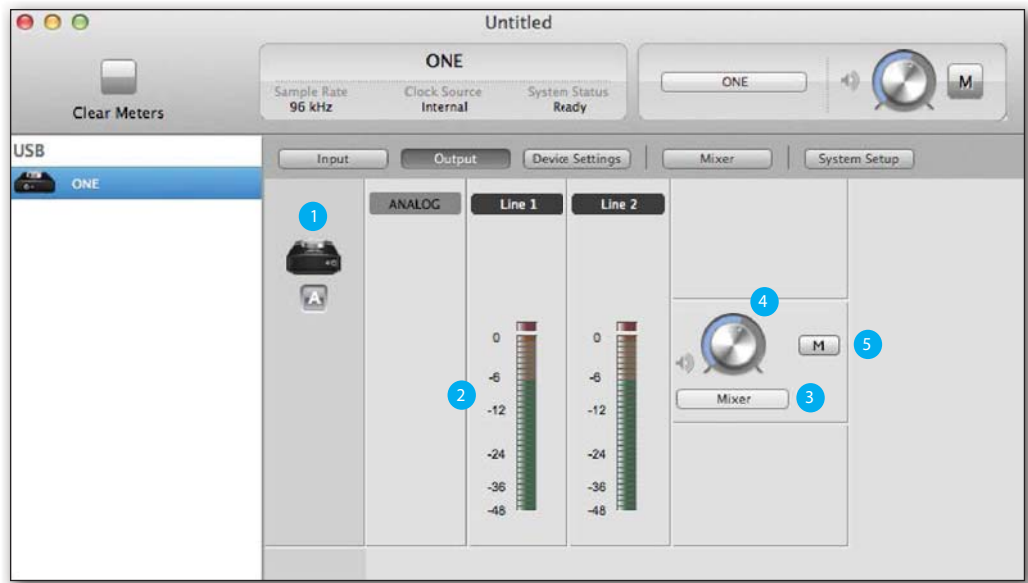 Untitled
Clear Meters
ONE
Sample Rate Clock Source System Status
96 kHz Internal Ready
ONE
M
USB
ONE
Input Output Device Settings Mixer System Setup
ANALOG Line 1 Line 2
1
A
4
0 0
M 5
-6 -6
2
Mixer 3
-12 -12
-24 -24
-36 -36
-48 -48